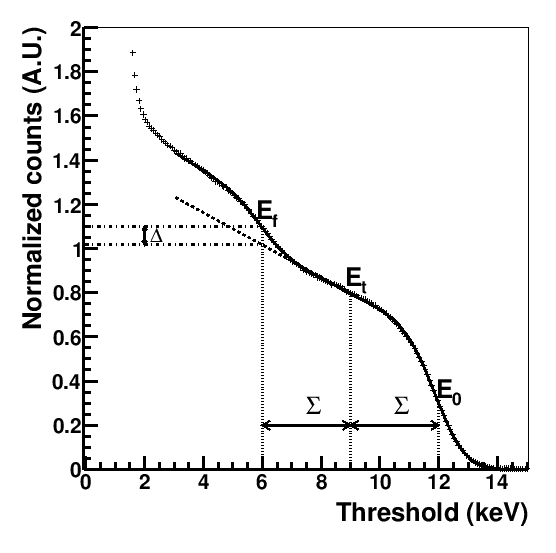 Normalized counts (A.U.)
2
1.8
1.6
1.4
1.2
1
0.8
0.6
0.4
0.2
0
E_f
Δ
E_t
E_0
Σ Σ
0 2 4 6 8 10 12 14
Threshold (keV)